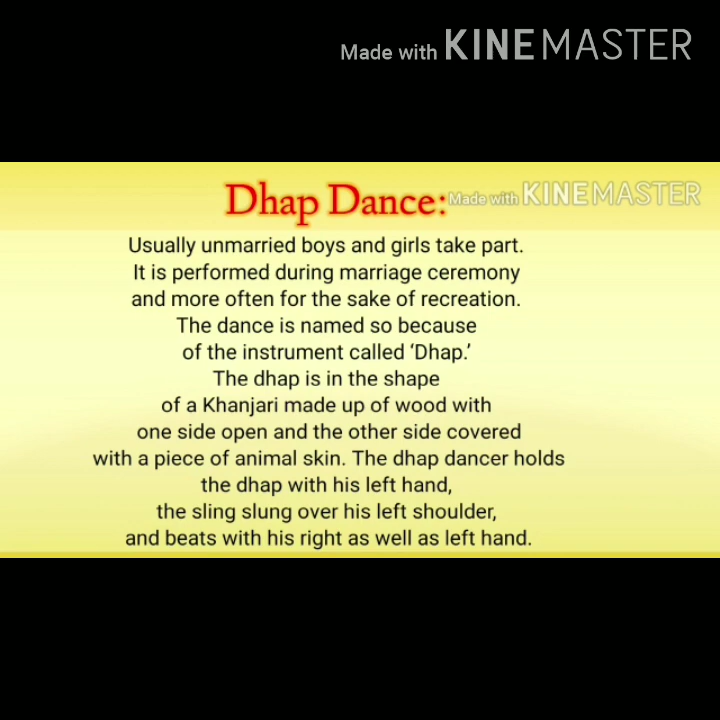 Made with KINEMASTER
Dhap Dance:
Made with KINEMASTER
Usually unmarried boys and girls take part.
It is performed during marriage ceremony
and more often for the sake of recreation.
The dance is named so because
of the instrument called ‘Dhap.’
The dhap is in the shape
of a Khanjari made up of wood with
one side open and the other side covered
with a piece of animal skin. The dhap dancer holds
the dhap with his left hand,
the sling slung over his left shoulder,
and beats with his right as well as left hand.